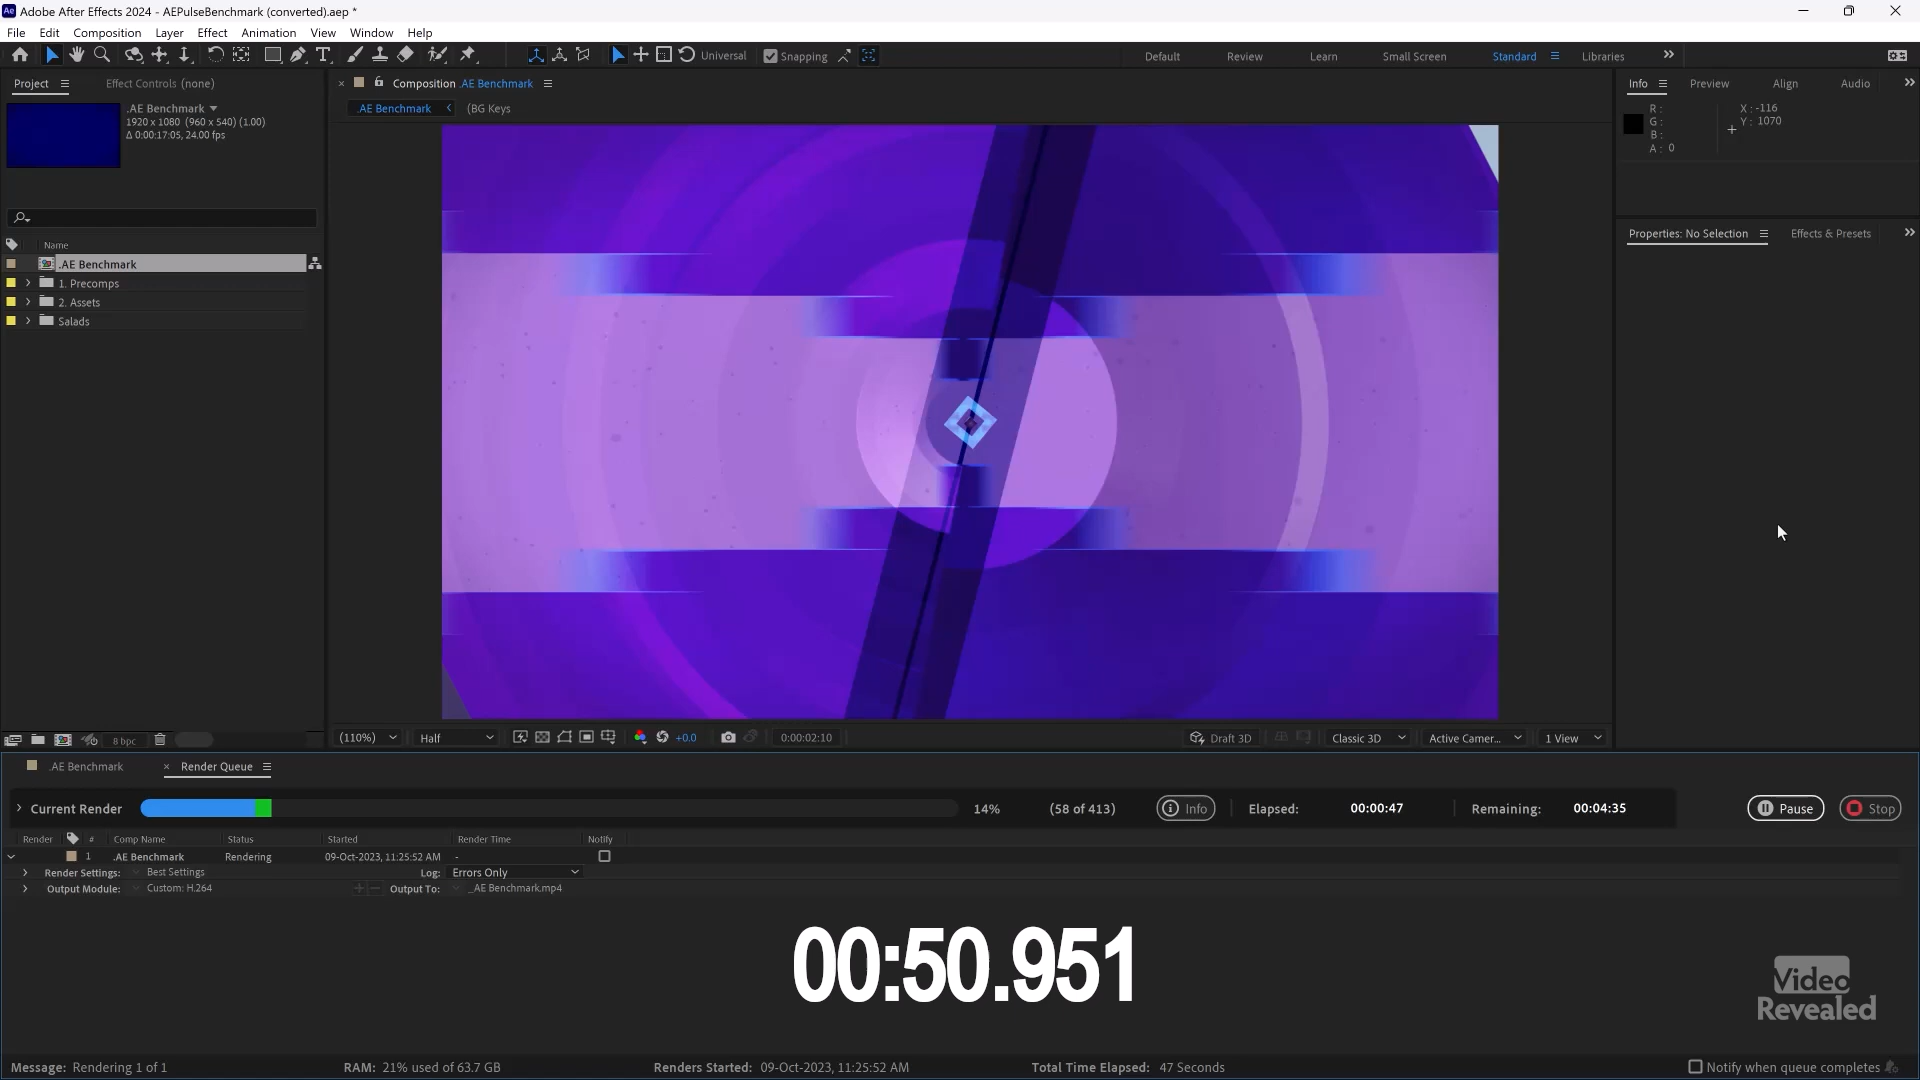 Ae Adobe After Effects 2024 - AEPulseBenchmark (converted).aep *
File Edit Composition Layer Effect Animation View Window Help
Universal Snapping Default Review Learn Small Screen Standard Libraries
Project Effect Controls (none)
.AE Benchmark
1920 x 1080 (960 x 540) (1.00)
Δ 0:00:17:05, 24.00 fps
Name
.AE Benchmark
1. Precomps
2. Assets
Salads
8 bpc
Composition .AE Benchmark
.AE Benchmark (BG Keys
(110%) Half +0.0 0:00:02:10 Draft 3D Classic 3D Active Camer... 1 View
Info Preview Align Audio
R :
G :
B :
A : 0
X : -116
Y : 1070
Properties: No Selection Effects & Presets
.AE Benchmark Render Queue
Current Render 14% (58 of 413) Info Elapsed: 00:00:47 Remaining: 00:04:35 Pause Stop
Render # Comp Name Status Started Render Time Notify
1 .AE Benchmark Rendering 09-Oct-2023, 11:25:52 AM -
Render Settings: Best Settings Log: Errors Only
Output Module: Custom: H.264 Output To: _AE Benchmark.mp4
00:50.951
Video
Revealed
Message: Rendering 1 of 1 RAM: 21% used of 63.7 GB Renders Started: 09-Oct-2023, 11:25:52 AM Total Time Elapsed: 47 Seconds Notify when queue completes